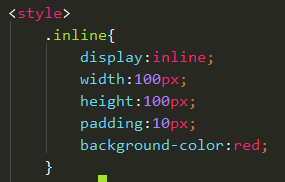 <style>
.inline{
display:inline;
width:100px;
height:100px;
padding:10px;
background-color:red;
}